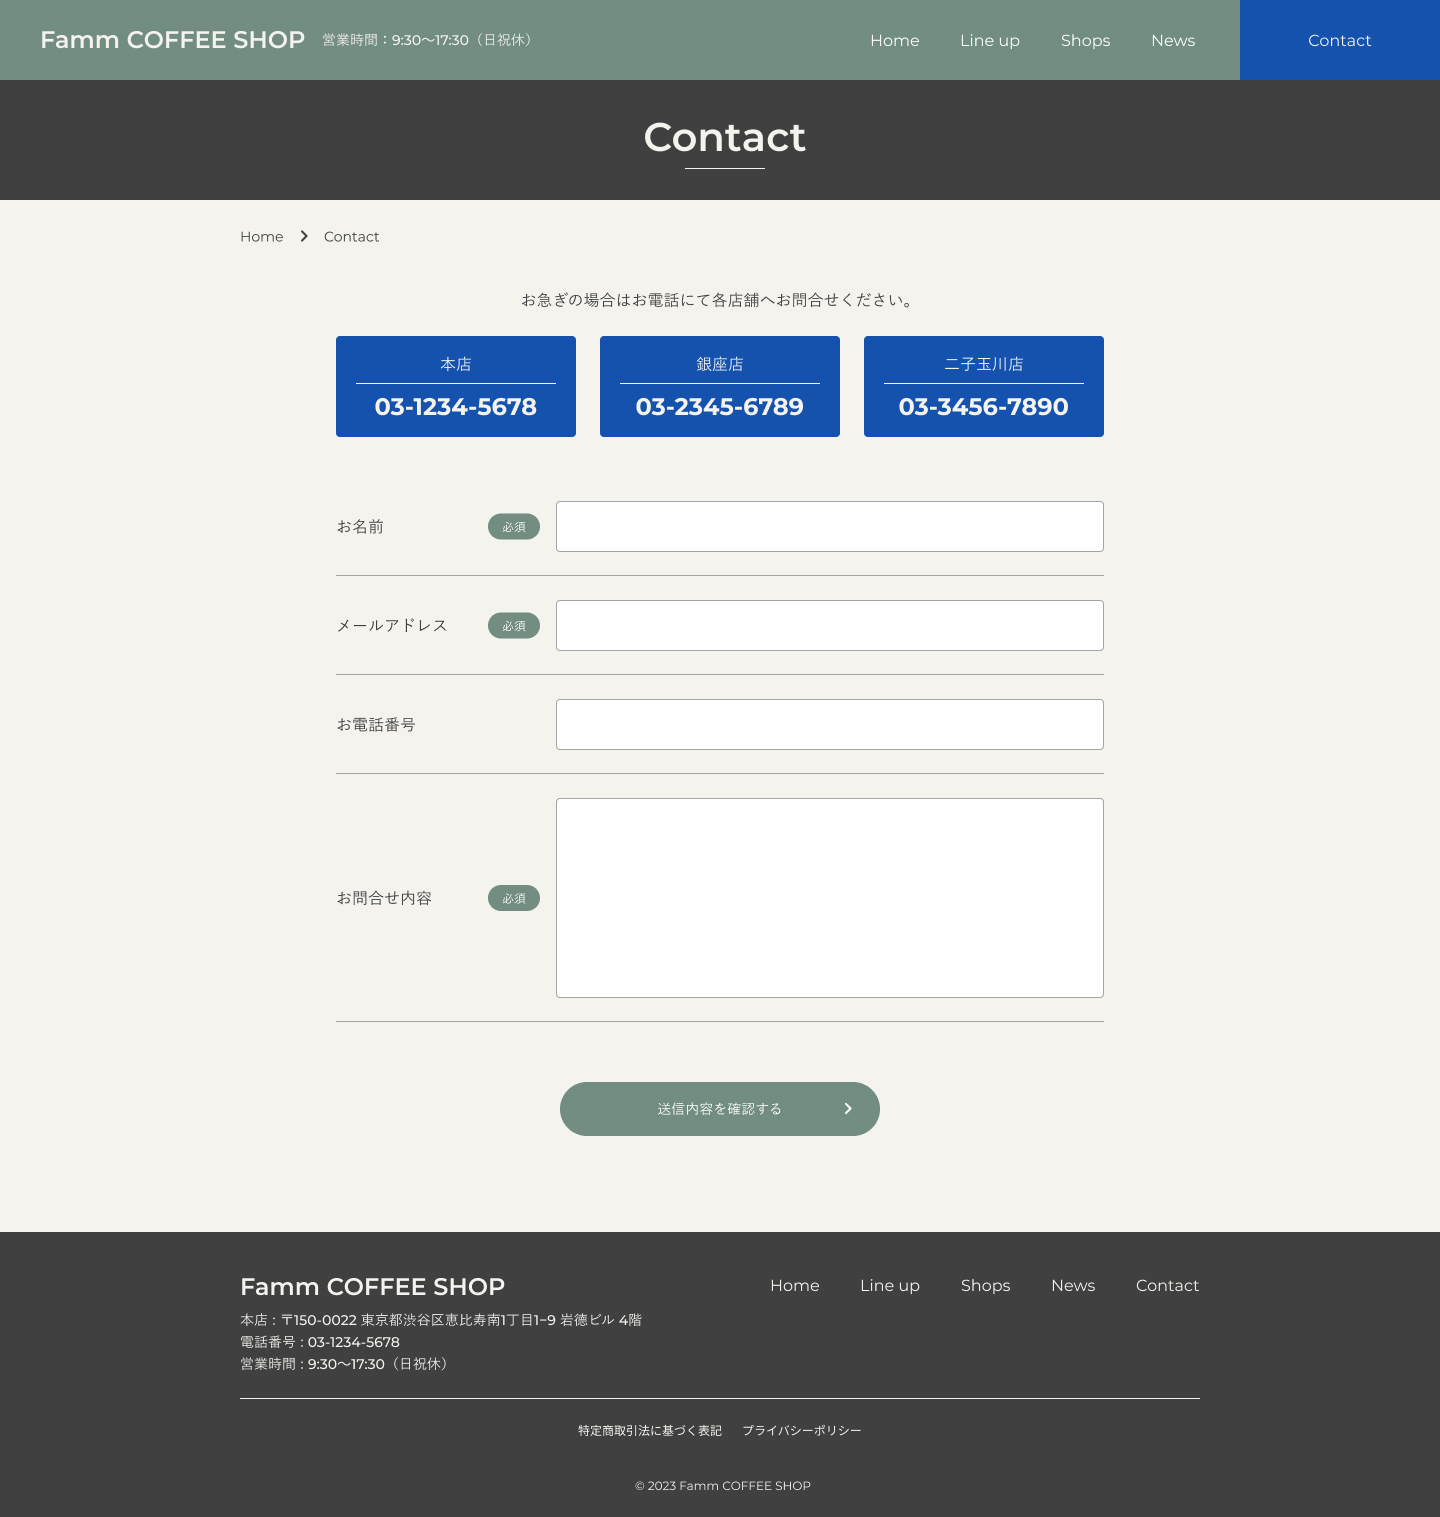 Famm COFFEE SHOP 営業時間：9:30〜17:30（日祝休） Home Line up Shops News Contact
Contact
Home Contact
お急ぎの場合はお電話にて各店舗へお問合せください。
本店 銀座店 二子玉川店
03-1234-5678 03-2345-6789 03-3456-7890
お名前 必須
メールアドレス 必須
お電話番号
お問合せ内容 必須
送信内容を確認する
Famm COFFEE SHOP Home Line up Shops News Contact
本店 : 〒150-0022 東京都渋谷区恵比寿南1丁目1−9 岩徳ビル 4階
電話番号 : 03-1234-5678
営業時間 : 9:30〜17:30（日祝休）
特定商取引法に基づく表記 プライバシーポリシー
© 2023 Famm COFFEE SHOP